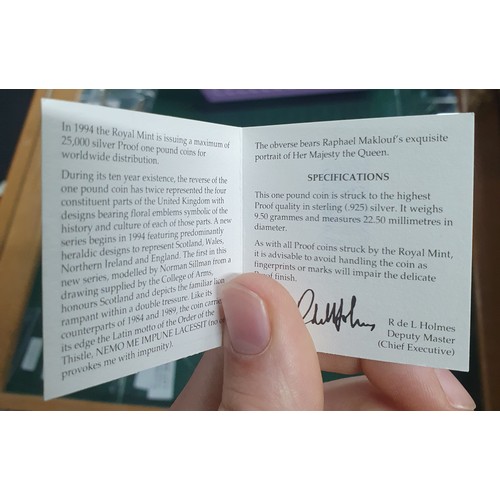 In 1994 the Royal Mint is issuing a maximum of
25,000 silver Proof one pound coins for
worldwide distribution.
During its ten year existence, the reverse of the
one pound coin has twice represented the four
constituent parts of the United Kingdom with
designs bearing floral emblems symbolic of the
history and culture of each of those parts. A new
series begins in 1994 featuring predominantly
heraldic designs to represent Scotland, Wales,
Northern Ireland and England. The first in this
new series, modelled by Norman Sillman from a
drawing supplied by the College of Arms,
honours Scotland and depicts the familiar lion
rampant within a double tressure. Like its
counterparts of 1984 and 1989, the coin carries
its edge the Latin motto of the Order of the
Thistle, NEMO ME IMPUNE LACESSIT (no
provokes me with impunity).
The obverse bears Raphael Maklouf's exquisite
portrait of Her Majesty the Queen.
SPECIFICATIONS
This one pound coin is struck to the highest
Proof quality in sterling (.925) silver. It weighs
9.50 grammes and measures 22.50 millimetres in
diameter.
As with all Proof coins struck by the Royal Mint,
it is advisable to avoid handling the coin as
fingerprints or marks will impair the delicate
Proof finish.
R de L Holmes
Deputy Master
(Chief Executive)